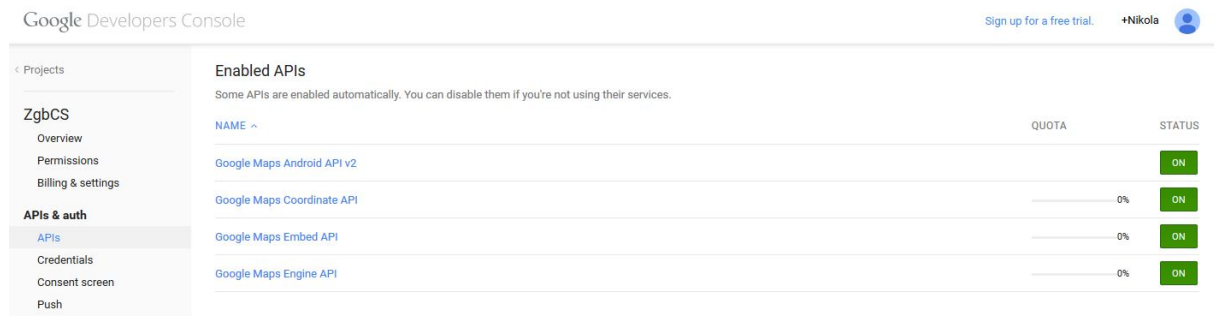 Google Developers Console
Sign up for a free trial.
+Nikola
< Projects
ZgbCS
Overview
Permissions
Billing & settings
APIs & auth
APIs
Credentials
Consent screen
Push
Enabled APIs
Some APIs are enabled automatically. You can disable them if you're not using their services.
NAME QUOTA STATUS
Google Maps Android API v2 ON
Google Maps Coordinate API 0% ON
Google Maps Embed API 0% ON
Google Maps Engine API 0% ON